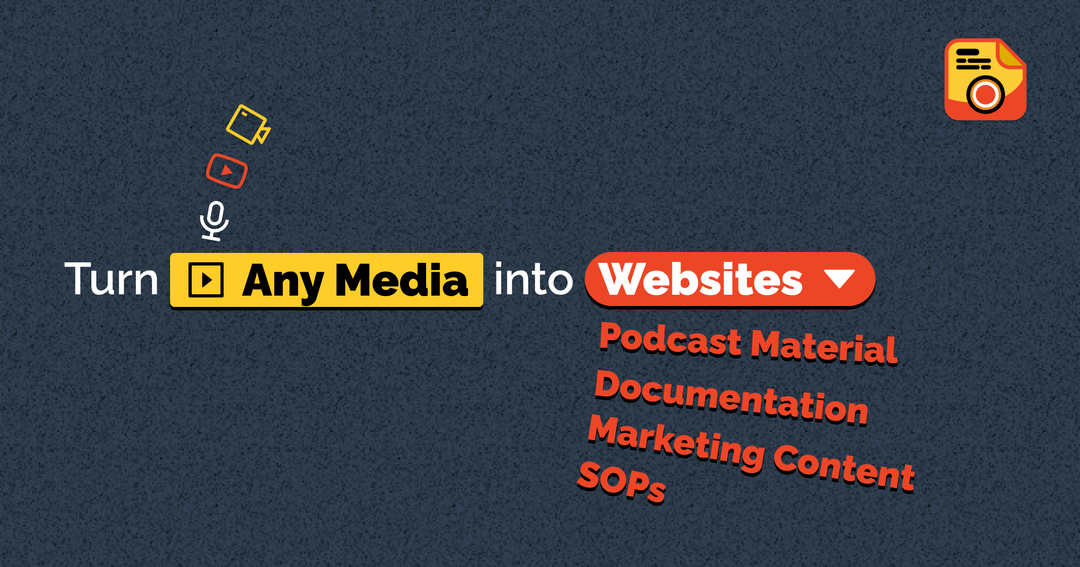 Turn Any Media into Websites
Podcast Material
Documentation
Marketing Content
SOPs